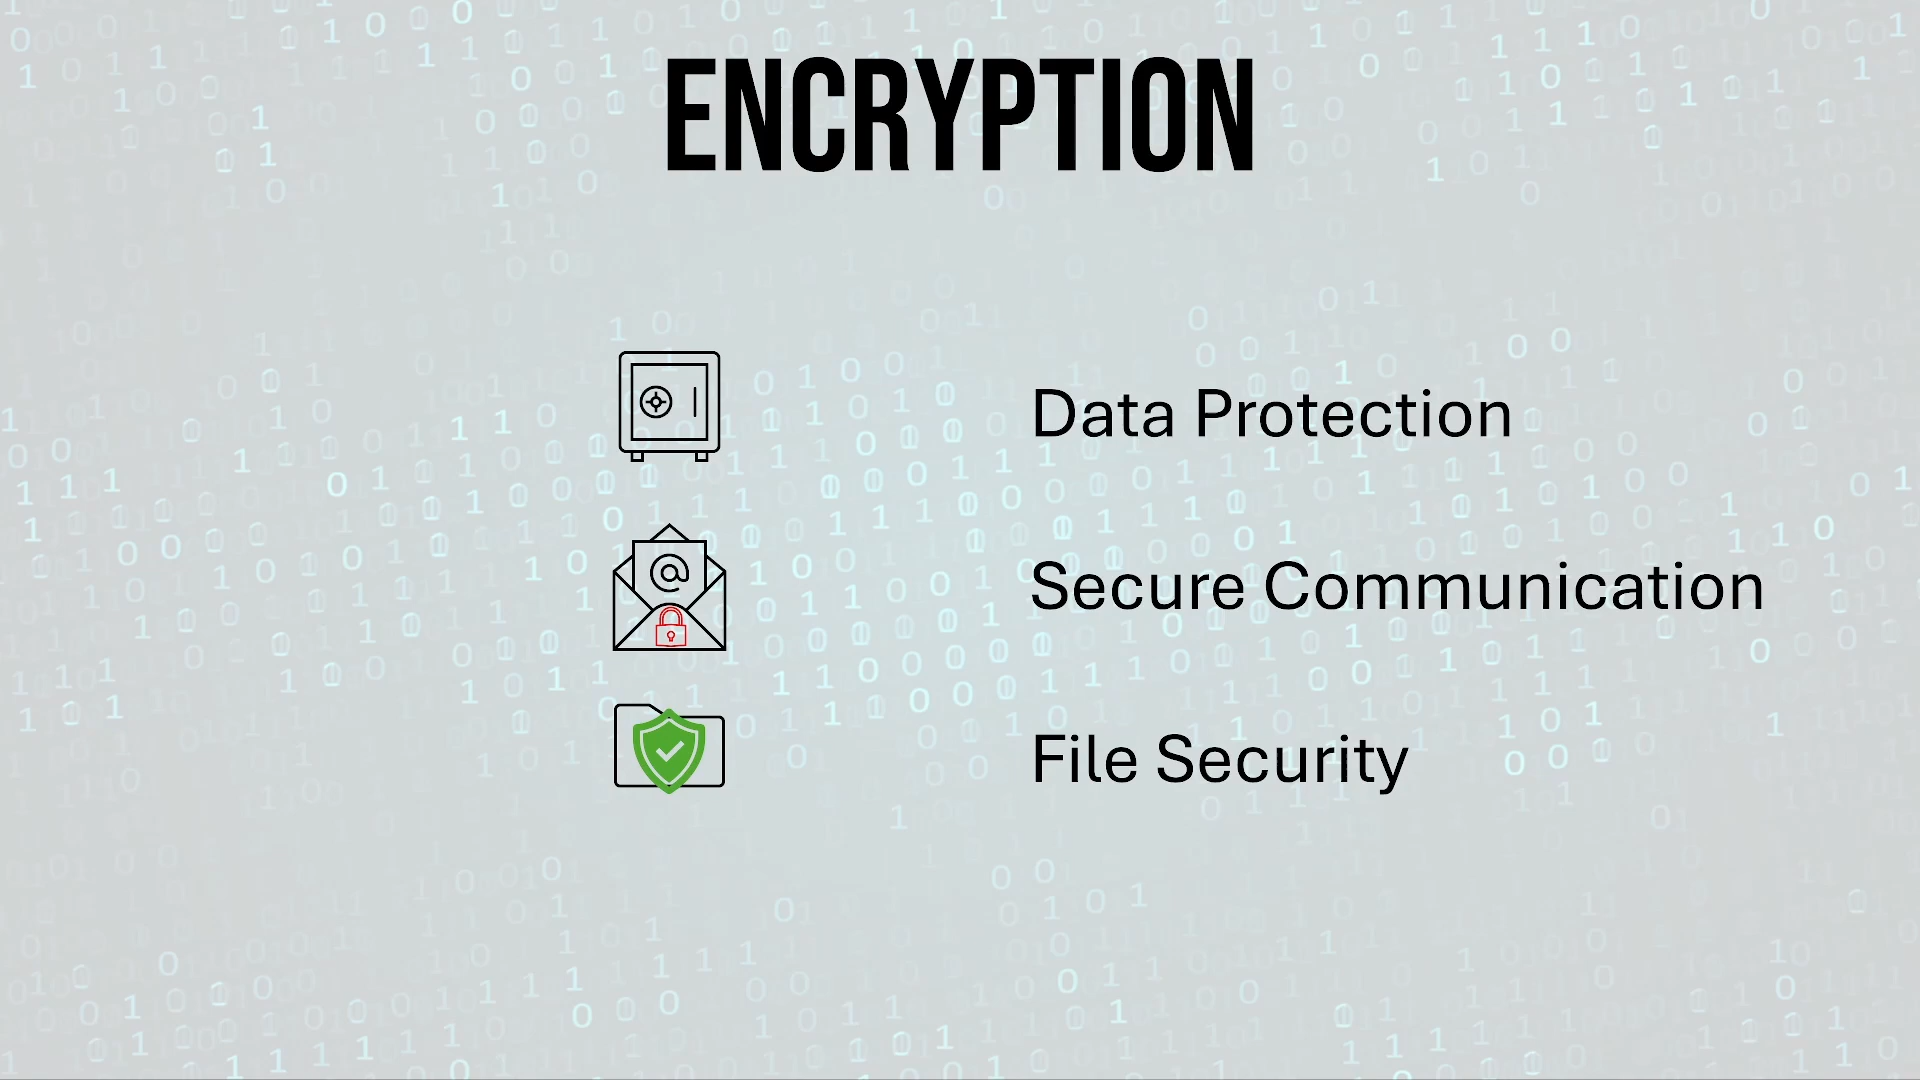 ENCRYPTION
Data Protection
@
Secure Communication
File Security